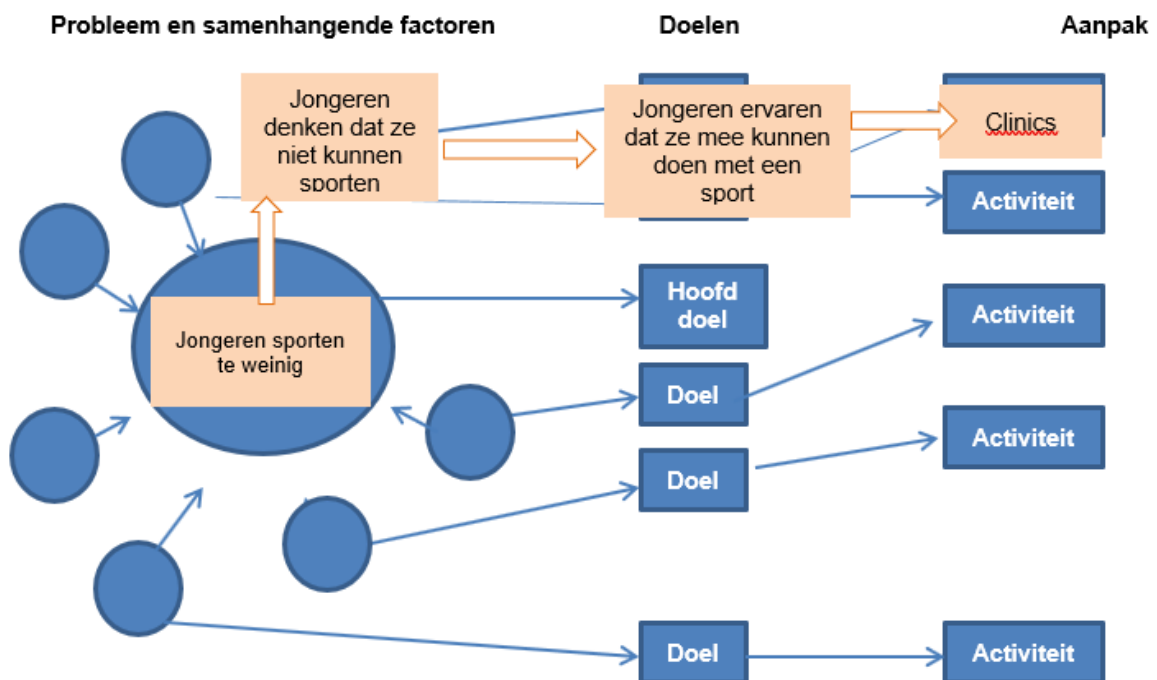 Probleem en samenhangende factoren
Doelen
Aanpak
Jongeren
denken dat ze
niet kunnen
sporten
Jongeren ervaren
dat ze mee kunnen
doen met een
sport
Clinics
Activiteit
Hoofd
doel
Activiteit
Jongeren sporten
te weinig
Doel
Activiteit
Doel
Doel
Activiteit